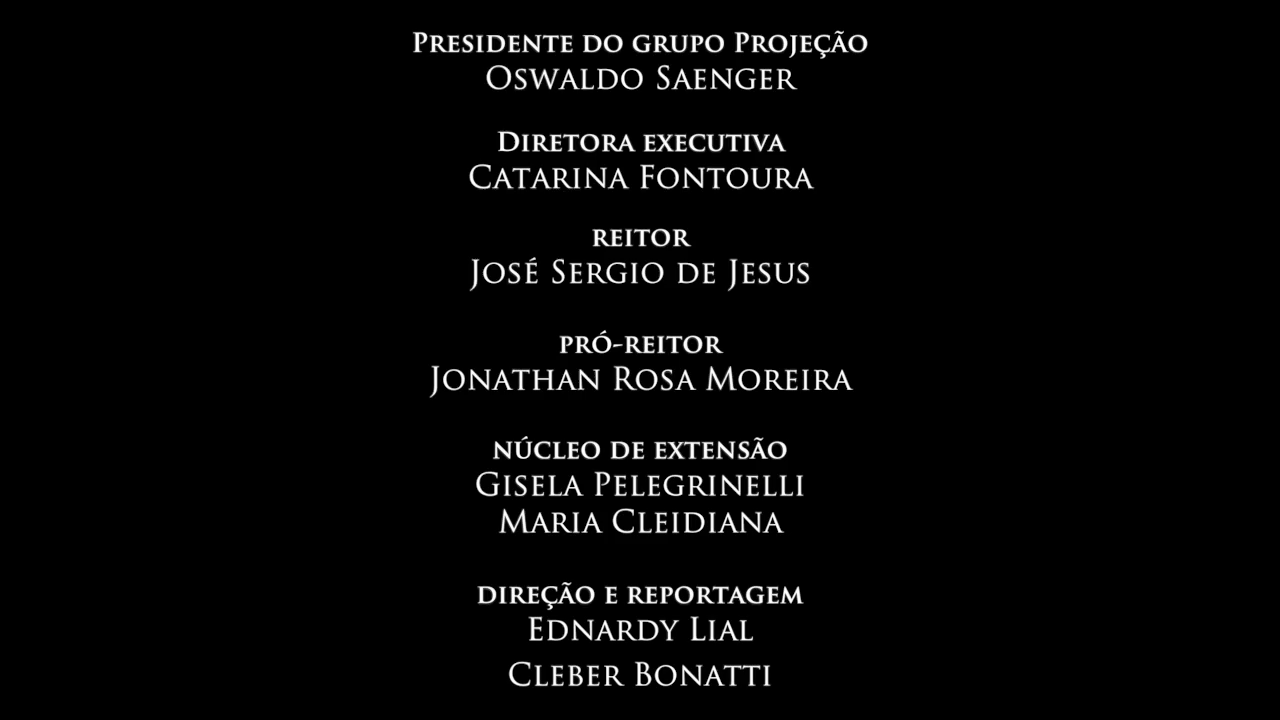 Presidente do grupo Projeção
Oswaldo Saenger
Diretora executiva
Catarina Fontoura
reitor
José Sergio de Jesus
pró-reitor
Jonathan Rosa Moreira
núcleo de extensão
Gisela Pelegrinelli
Maria Cleidiana
direção e reportagem
Ednardy Lial
Cleber Bonatti